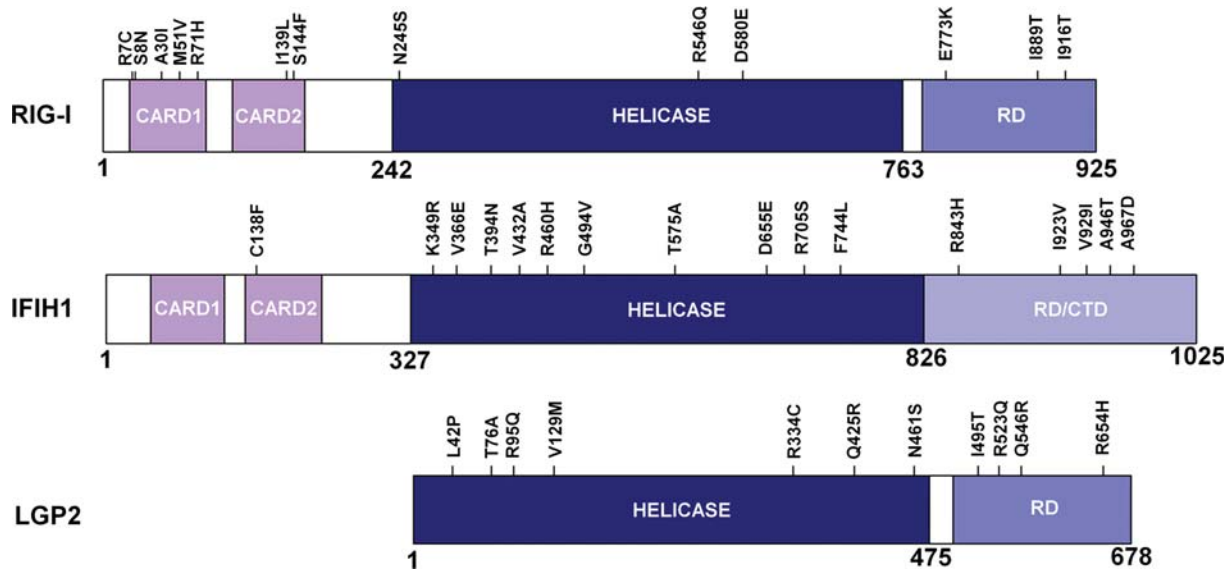 R7C S8N A30I M51V R71H I139L S144F N245S R546Q D580E E773K I889T I916T
RIG-I CARD1 CARD2 HELICASE RD
1 242 763 925
C138F K349R V366E T394N V432A R460H G494V T575A D655E R705S F744L R843H I923V V929I A946T A967D
IFIH1 CARD1 CARD2 HELICASE RD/CTD
1 327 826 1025
L42P T76A R95Q V129M R334C Q425R N461S I495T R523Q Q546R R654H
LGP2 HELICASE RD
1 475 678